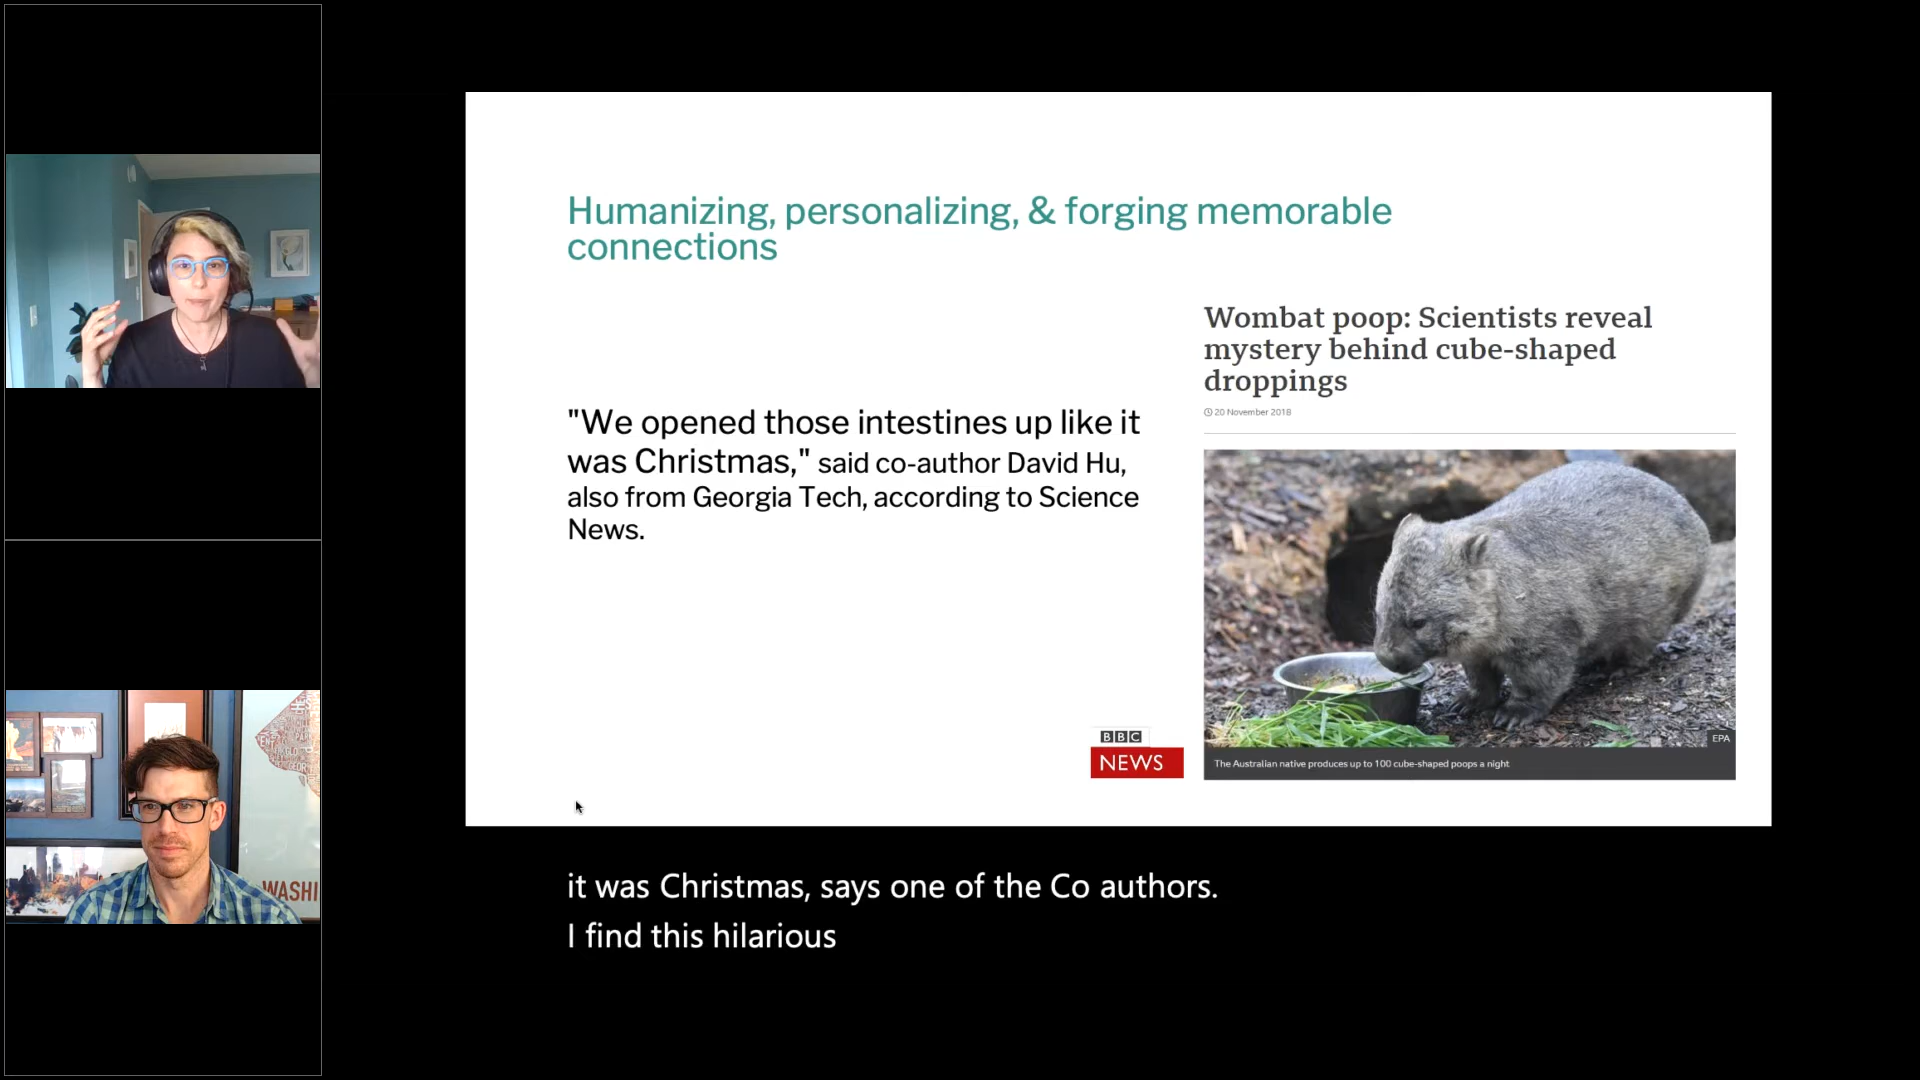 Humanizing, personalizing, & forging memorable
connections
"We opened those intestines up like it
was Christmas," said co-author David Hu,
also from Georgia Tech, according to Science
News.
Wombat poop: Scientists reveal
mystery behind cube-shaped
droppings
20 November 2018
EPA
The Australian native produces up to 100 cube-shaped poops a night
BBC
NEWS
WASHI
it was Christmas, says one of the Co authors.
I find this hilarious